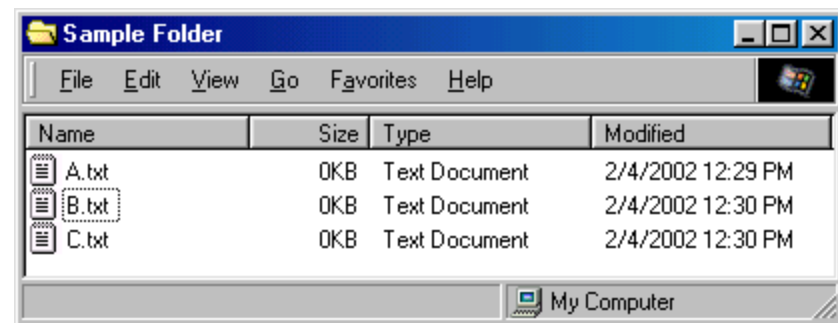 Sample Folder
File Edit View Go Favorites Help
Name Size Type Modified
A.txt 0KB Text Document 2/4/2002 12:29 PM
B.txt 0KB Text Document 2/4/2002 12:30 PM
C.txt 0KB Text Document 2/4/2002 12:30 PM
My Computer